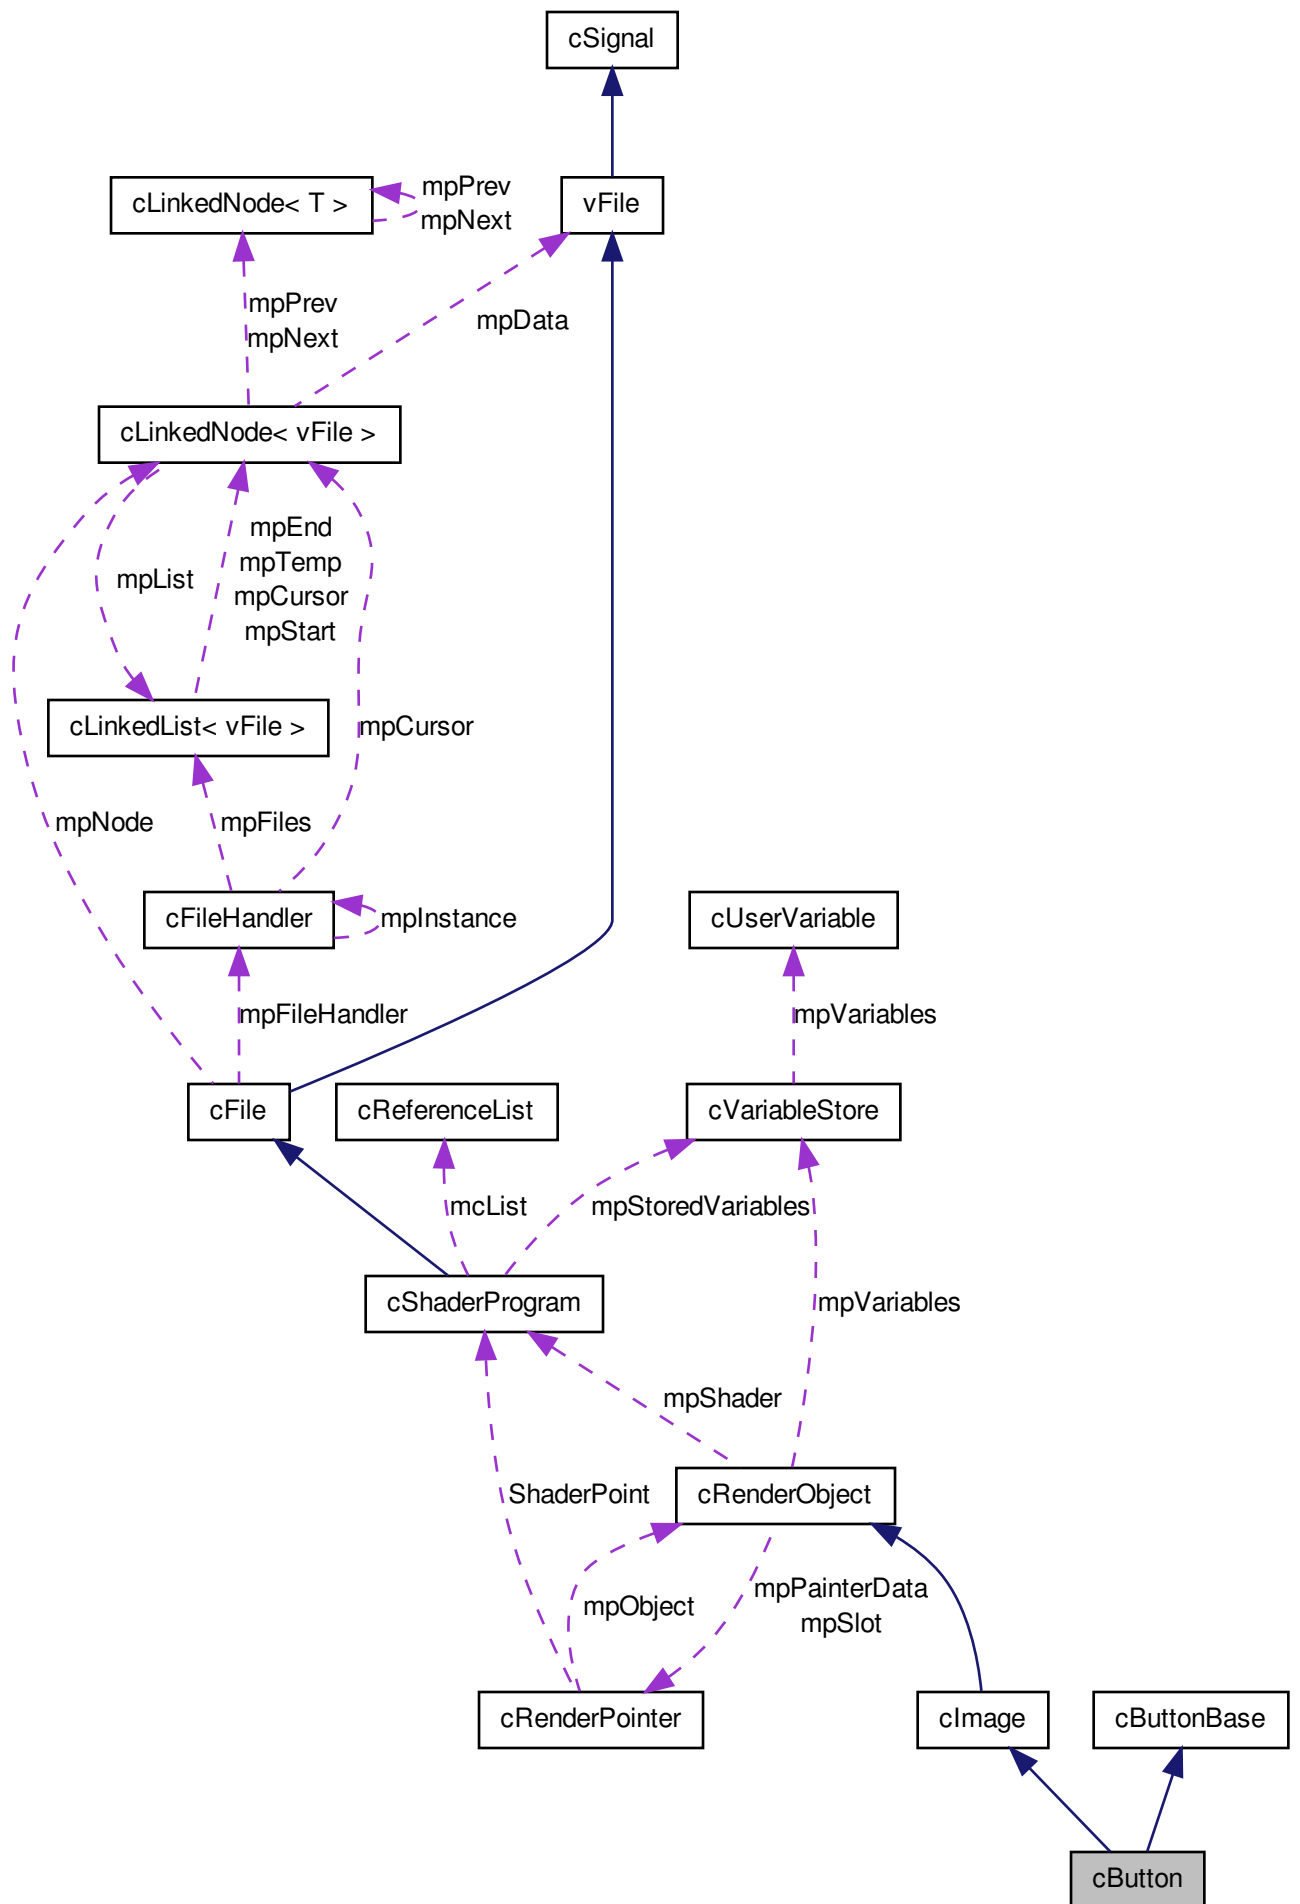 cSignal
cLinkedNode< T >
mpPrev
mpNext
vFile
mpPrev
mpNext
mpData
cLinkedNode< vFile >
mpList
mpEnd
mpTemp
mpCursor
mpStart
cLinkedList< vFile >
mpCursor
mpNode
mpFiles
cFileHandler
mpInstance
cUserVariable
mpFileHandler
mpVariables
cFile
cReferenceList
cVariableStore
mcList
mpStoredVariables
cShaderProgram
mpVariables
mpShader
ShaderPoint
cRenderObject
mpObject
mpPainterData
mpSlot
cRenderPointer
cImage
cButtonBase
cButton